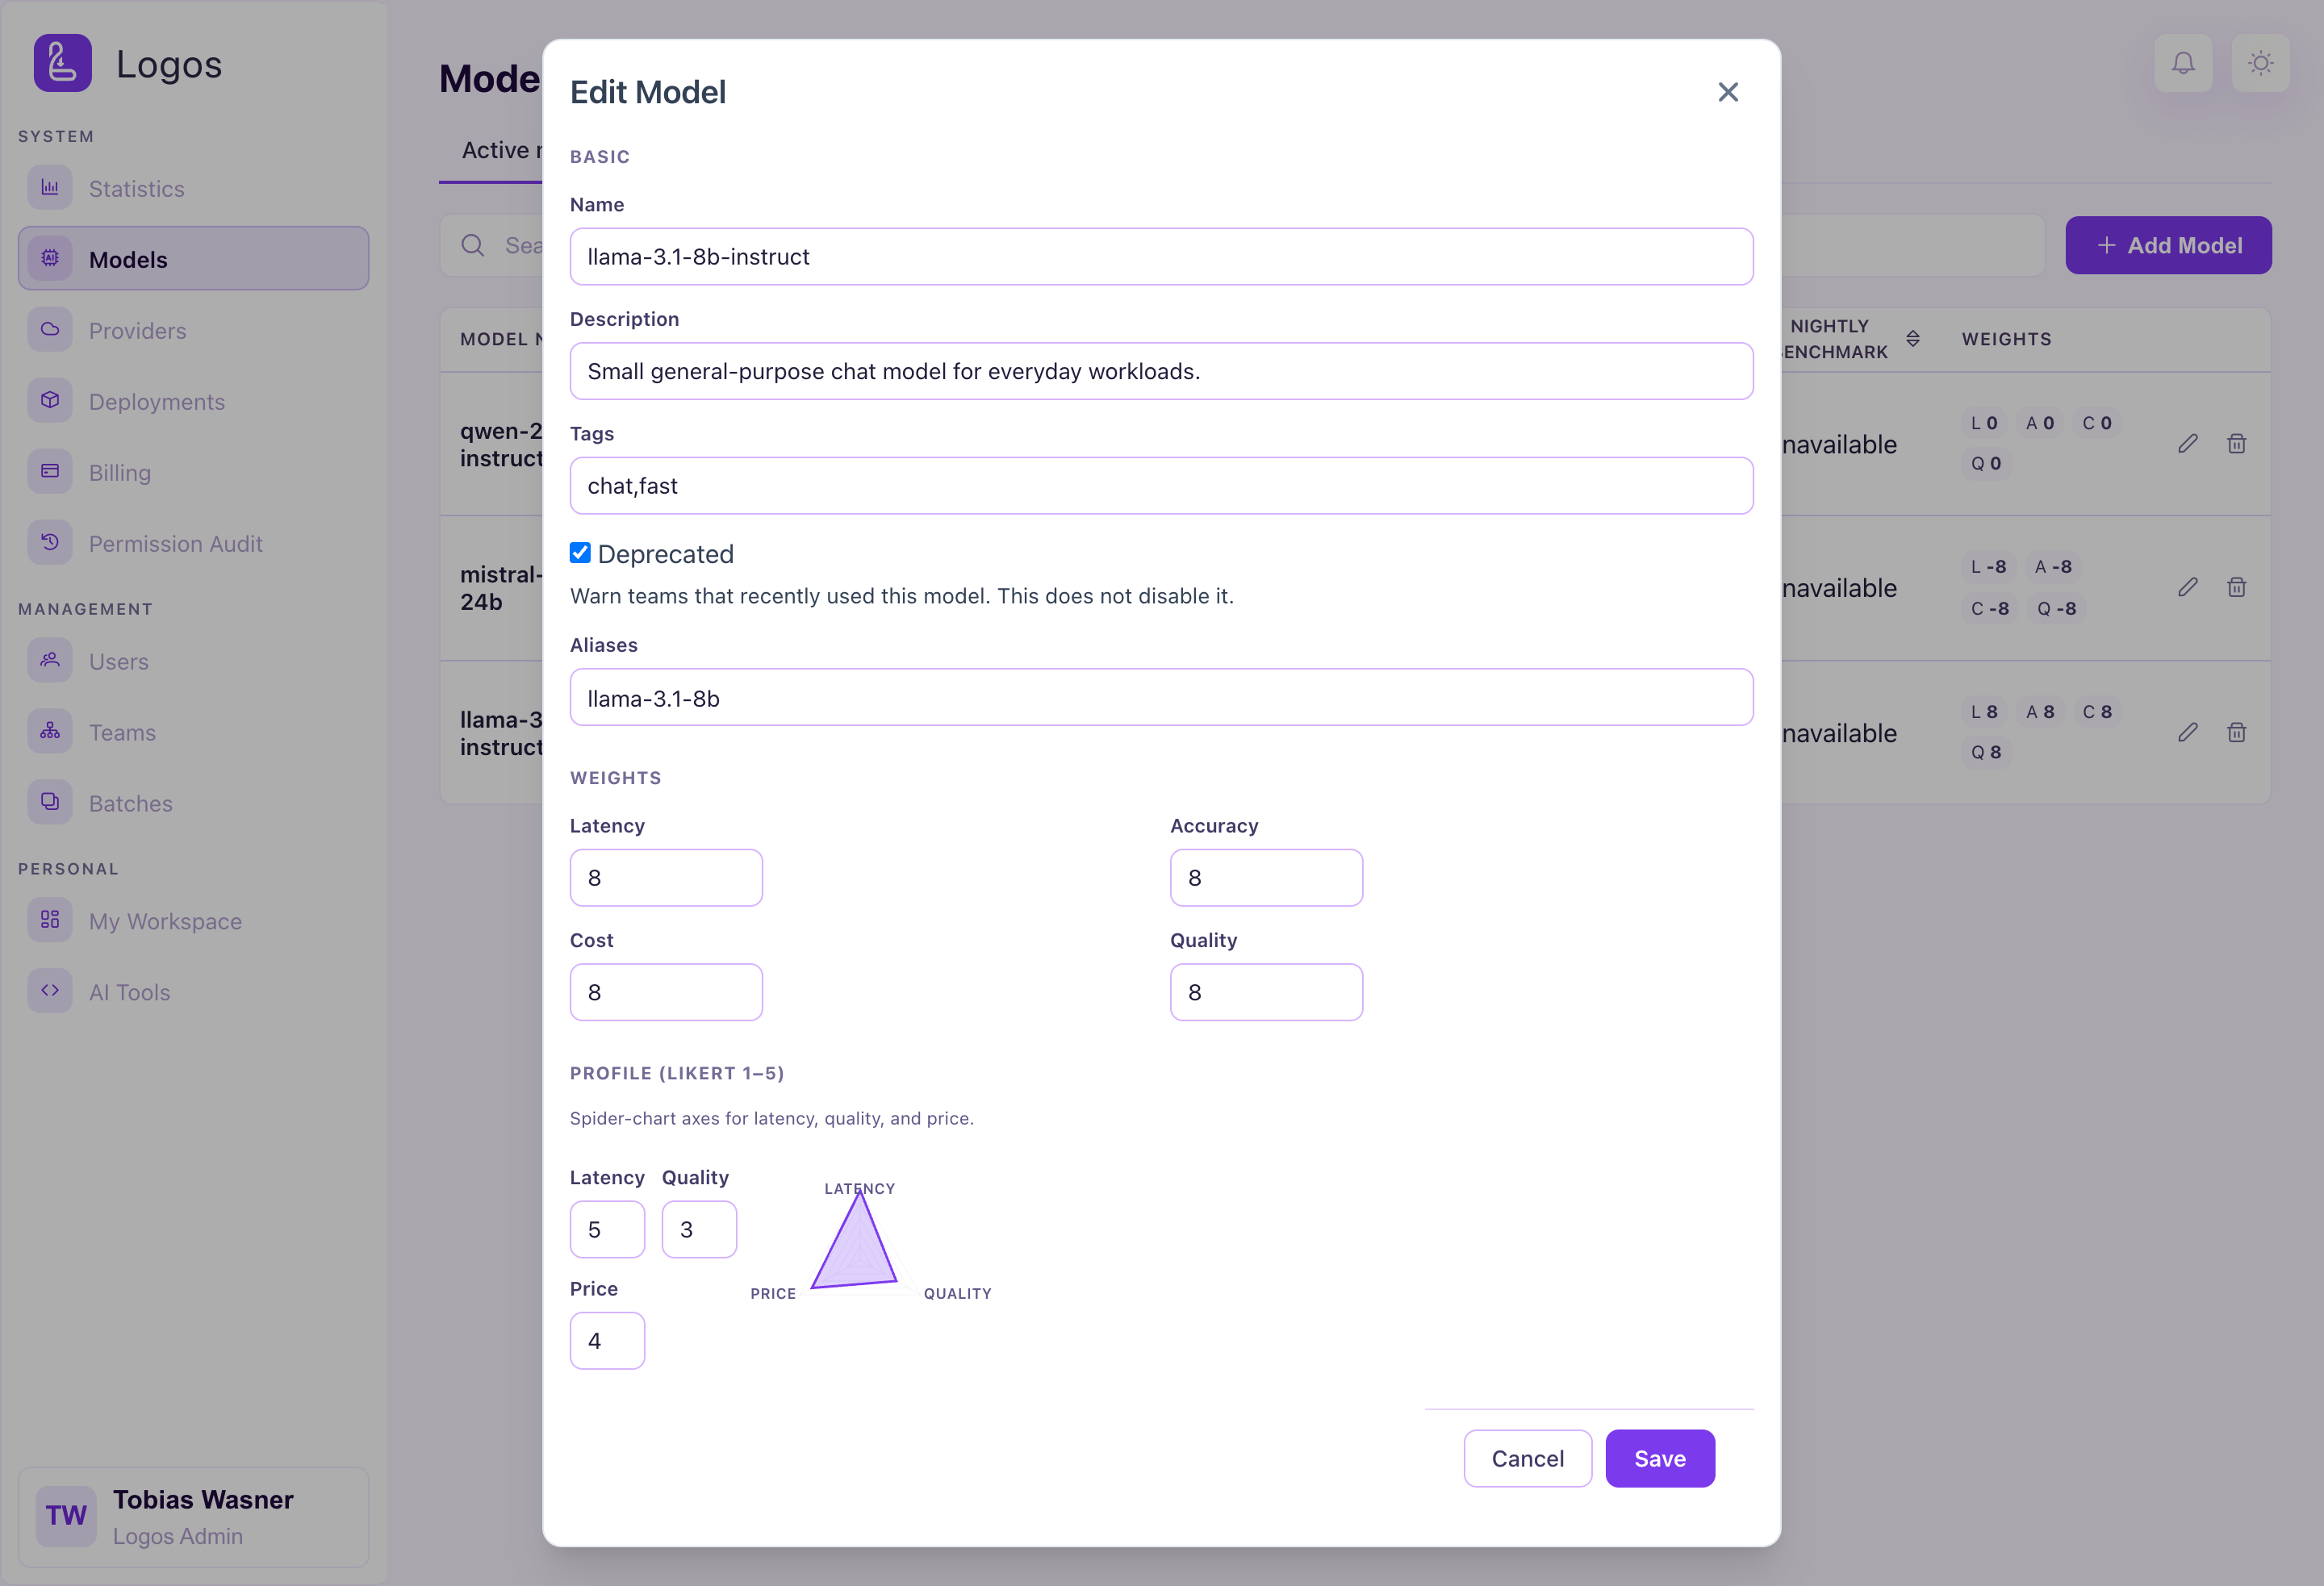 Logos
SYSTEM
Statistics
Models
Providers
Deployments
Billing
Permission Audit
MANAGEMENT
Users
Teams
Batches
PERSONAL
My Workspace
AI Tools
TW
Tobias Wasner
Logos Admin
Edit Model
BASIC
Name
llama-3.1-8b-instruct
Description
Small general-purpose chat model for everyday workloads.
Tags
chat,fast
Deprecated
Warn teams that recently used this model. This does not disable it.
Aliases
llama-3.1-8b
WEIGHTS
Latency
8
Accuracy
8
Cost
8
Quality
8
PROFILE (LIKERT 1–5)
Spider-chart axes for latency, quality, and price.
Latency Quality
5 3
Price
4
LATENCY
PRICE QUALITY
Cancel Save
Active
Add Model
MODEL
NIGHTLY
WEIGHTS
qwen-2
instruct
L 0 A 0 C 0
Q 0
mistral-
24b
L -8 A -8
C -8 Q -8
llama-3
instruct
L 8 A 8 C 8
Q 8